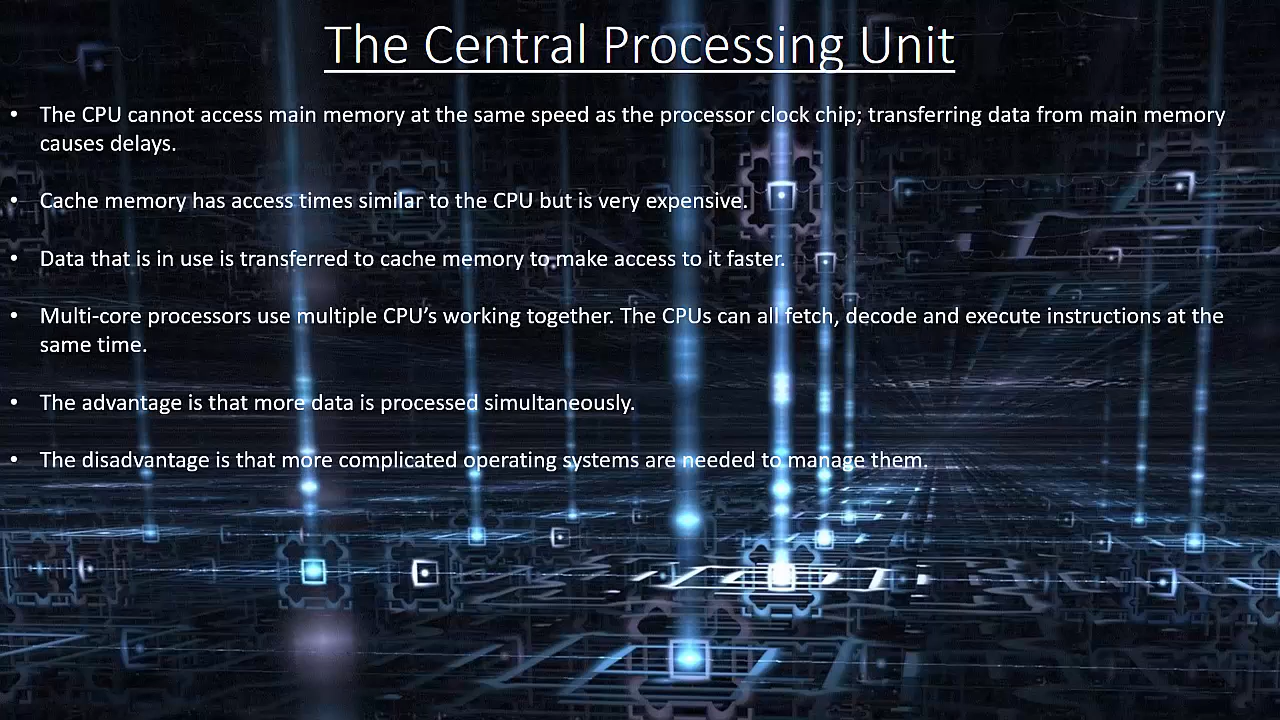 The Central Processing Unit
• The CPU cannot access main memory at the same speed as the processor clock chip; transferring data from main memory
causes delays.
• Cache memory has access times similar to the CPU but is very expensive.
• Data that is in use is transferred to cache memory to make access to it faster.
• Multi-core processors use multiple CPU’s working together. The CPUs can all fetch, decode and execute instructions at the
same time.
• The advantage is that more data is processed simultaneously.
• The disadvantage is that more complicated operating systems are needed to manage them.